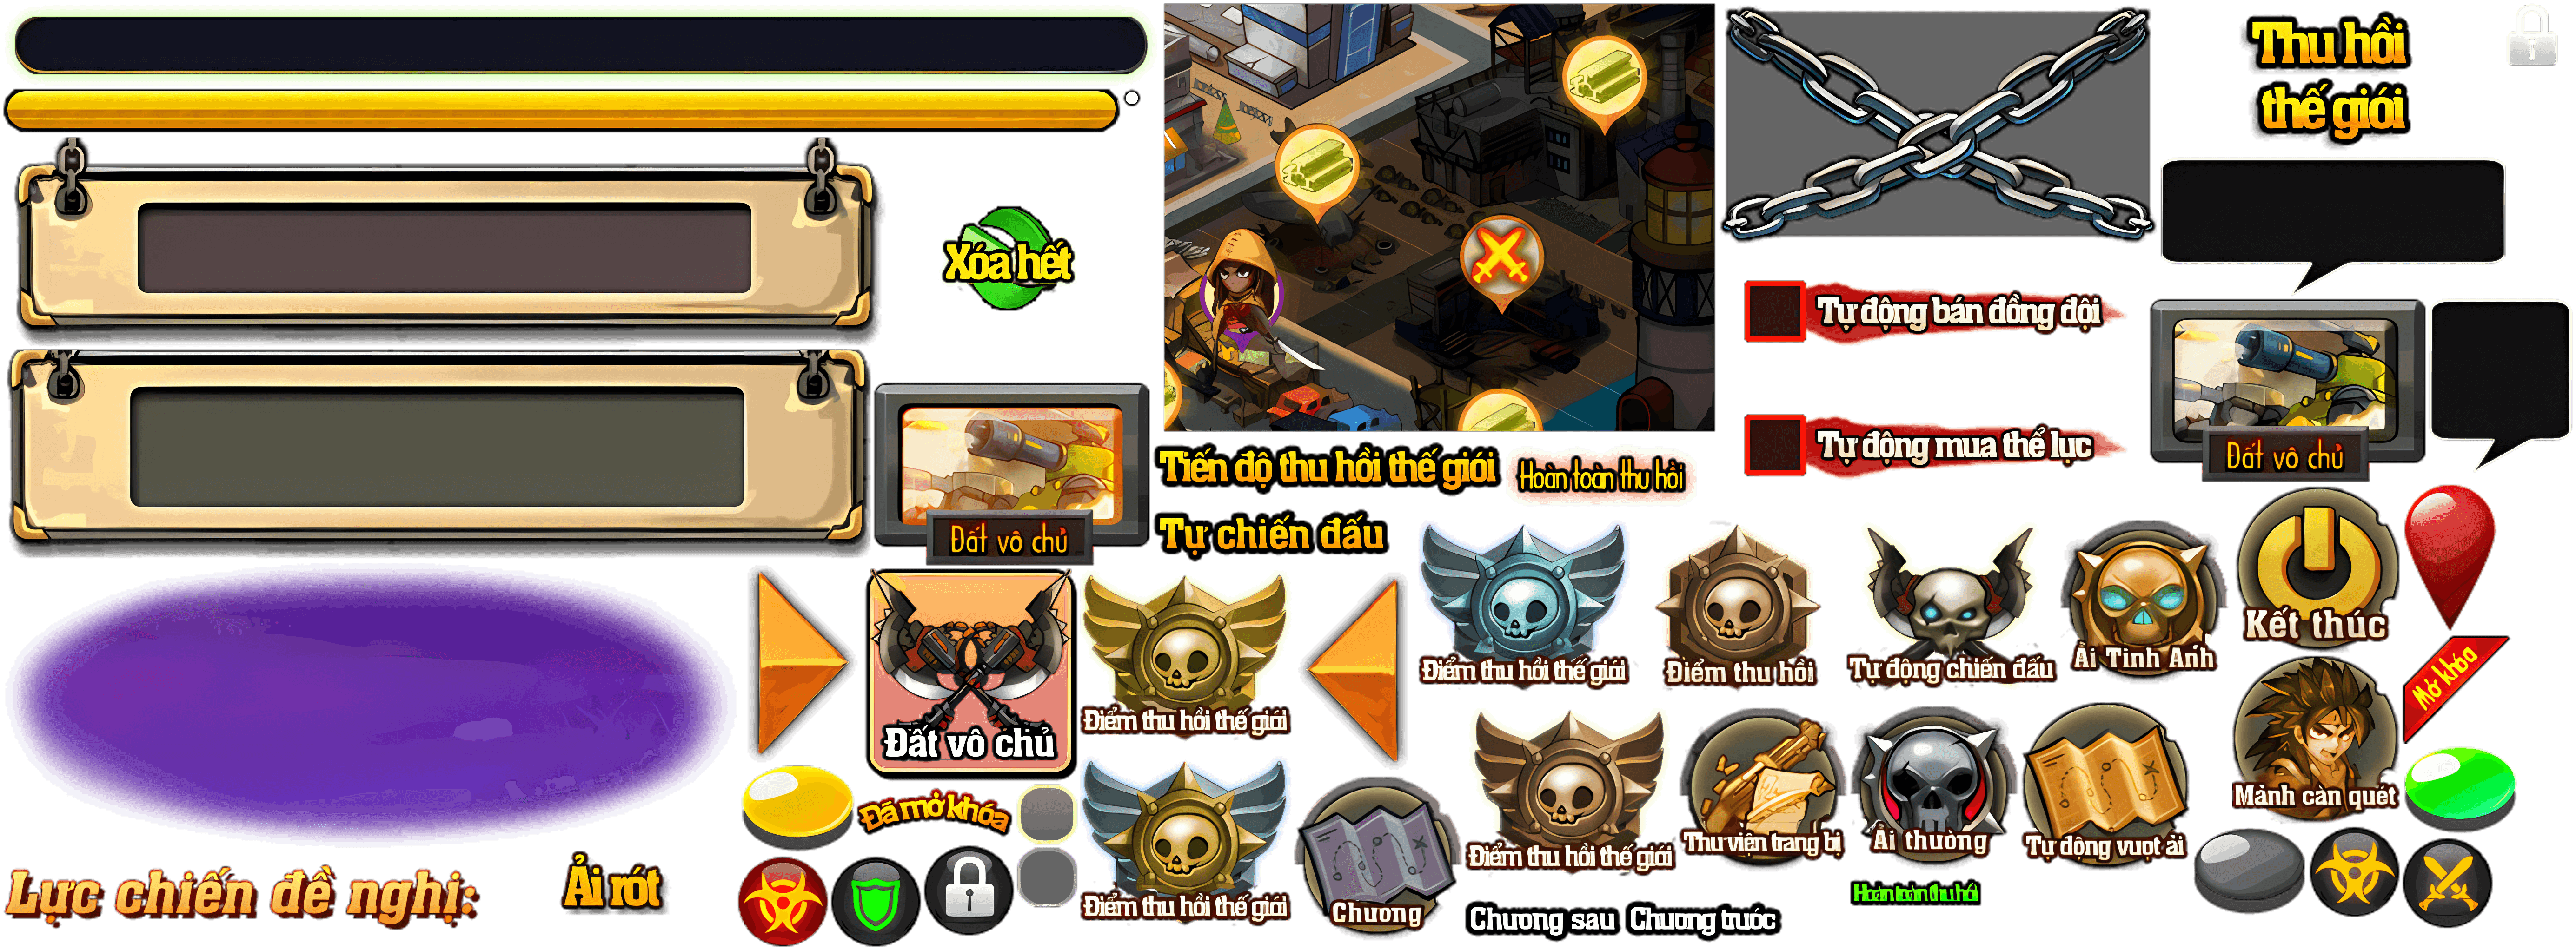 Thu hồi
thế giới
Xóa hết
Tự động bán đồng đội
Tự động mua thể lực
Đất vô chủ
Đất vô chủ
Tiến độ thu hồi thế giới
Hoàn toàn thu hồi
Tự chiến đấu
Kết thúc
Điểm thu hồi thế giới
Điểm thu hồi
Tự động chiến đấu
Ải Tinh Anh
Mở khóa
Đất vô chủ
Điểm thu hồi thế giới
Đã mở khóa
Mảnh càn quét
Điểm thu hồi thế giới
Thư viện trang bị
Ải thường
Tự động vượt ải
Lực chiến đề nghị:
Ải rót
Điểm thu hồi thế giới
Chương
Hoàn toàn thu hồi
Chương sau
Chương trước